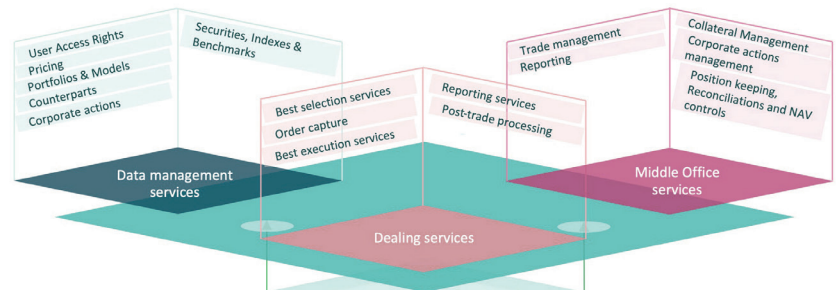 User Access Rights
Pricing
Portfolios & Models
Counterparts
Corporate actions
Securities, Indexes &
Benchmarks
Data management
services
Best selection services
Order capture
Best execution services
Reporting services
Post-trade processing
Dealing services
Trade management
Reporting
Collateral Management
Corporate actions
management
Position keeping,
Reconciliations and NAV
controls
Middle Office
services